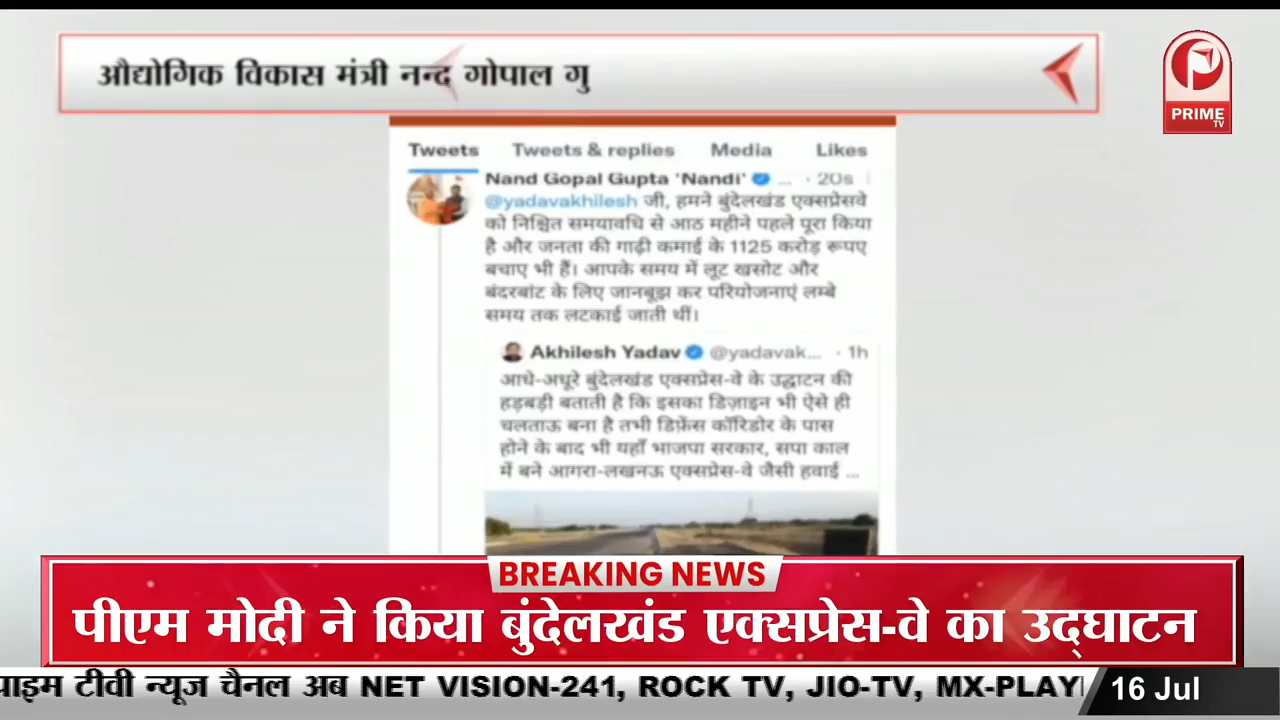 औद्योगिक विकास मंत्री नन्द गोपाल गु
PRIME
TV
Tweets Tweets & replies Media Likes
Nand Gopal Gupta 'Nandi' ... · 20s
@yadavakhilesh जी, हमने बुंदेलखंड एक्सप्रेसवे
को निश्चित समयावधि से आठ महीने पहले पूरा किया
है और जनता की गाढ़ी कमाई के 1125 करोड़ रूपए
बचाए भी हैं। आपके समय में लूट खसोट और
बंदरबांट के लिए जानबूझ कर परियोजनाएं लम्बे
समय तक लटकाई जाती थीं।
Akhilesh Yadav @yadavak... · 1h
आधे-अधूरे बुंदेलखंड एक्सप्रेस-वे के उद्घाटन की
हड़बड़ी बताती है कि इसका डिज़ाइन भी ऐसे ही
चलताऊ बना है तभी डिफ़ेंस कॉरिडोर के पास
होने के बाद भी यहाँ भाजपा सरकार, सपा काल
में बने आगरा-लखनऊ एक्सप्रेस-वे जैसी हवाई ...
BREAKING NEWS
पीएम मोदी ने किया बुंदेलखंड एक्सप्रेस-वे का उद्घाटन
प्राइम टीवी न्यूज चैनल अब NET VISION-241, ROCK TV, JIO-TV, MX-PLAY
16 Jul